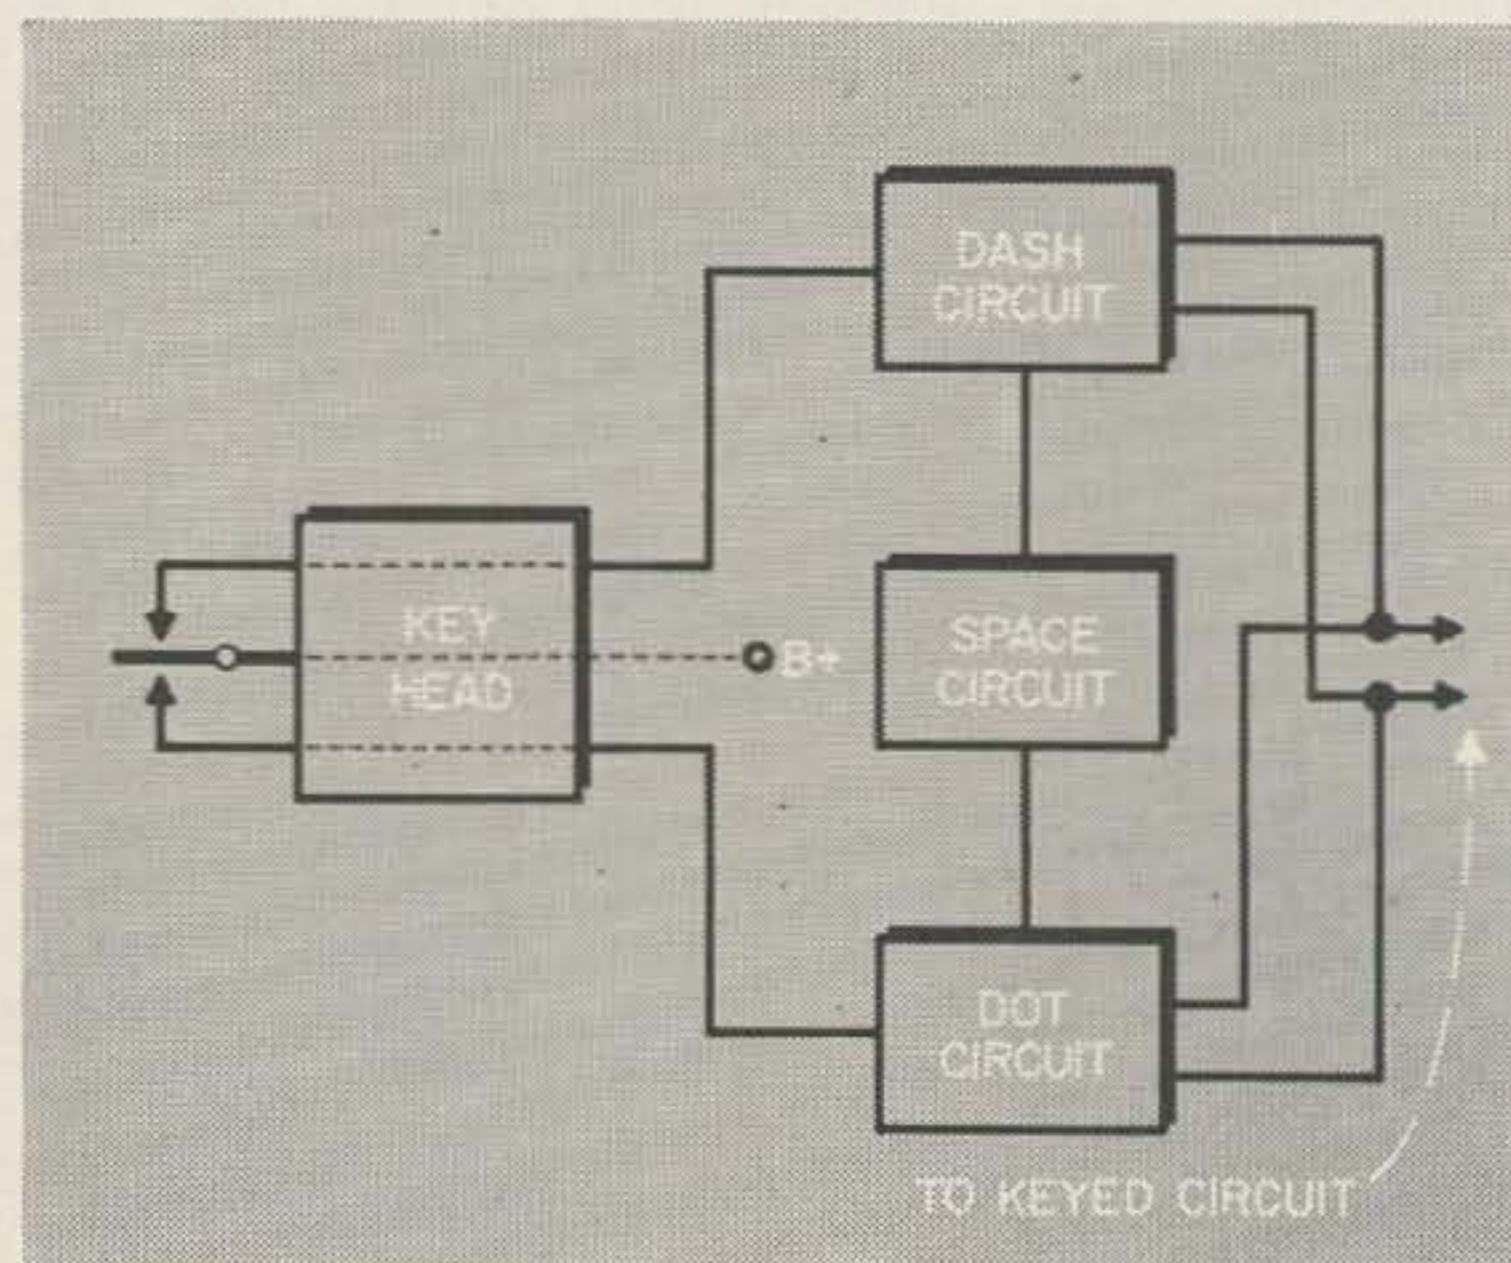 DASH
CIRCUIT
KEY
HEAD
B+
SPACE
CIRCUIT
DOT
CIRCUIT
TO KEYED CIRCUIT